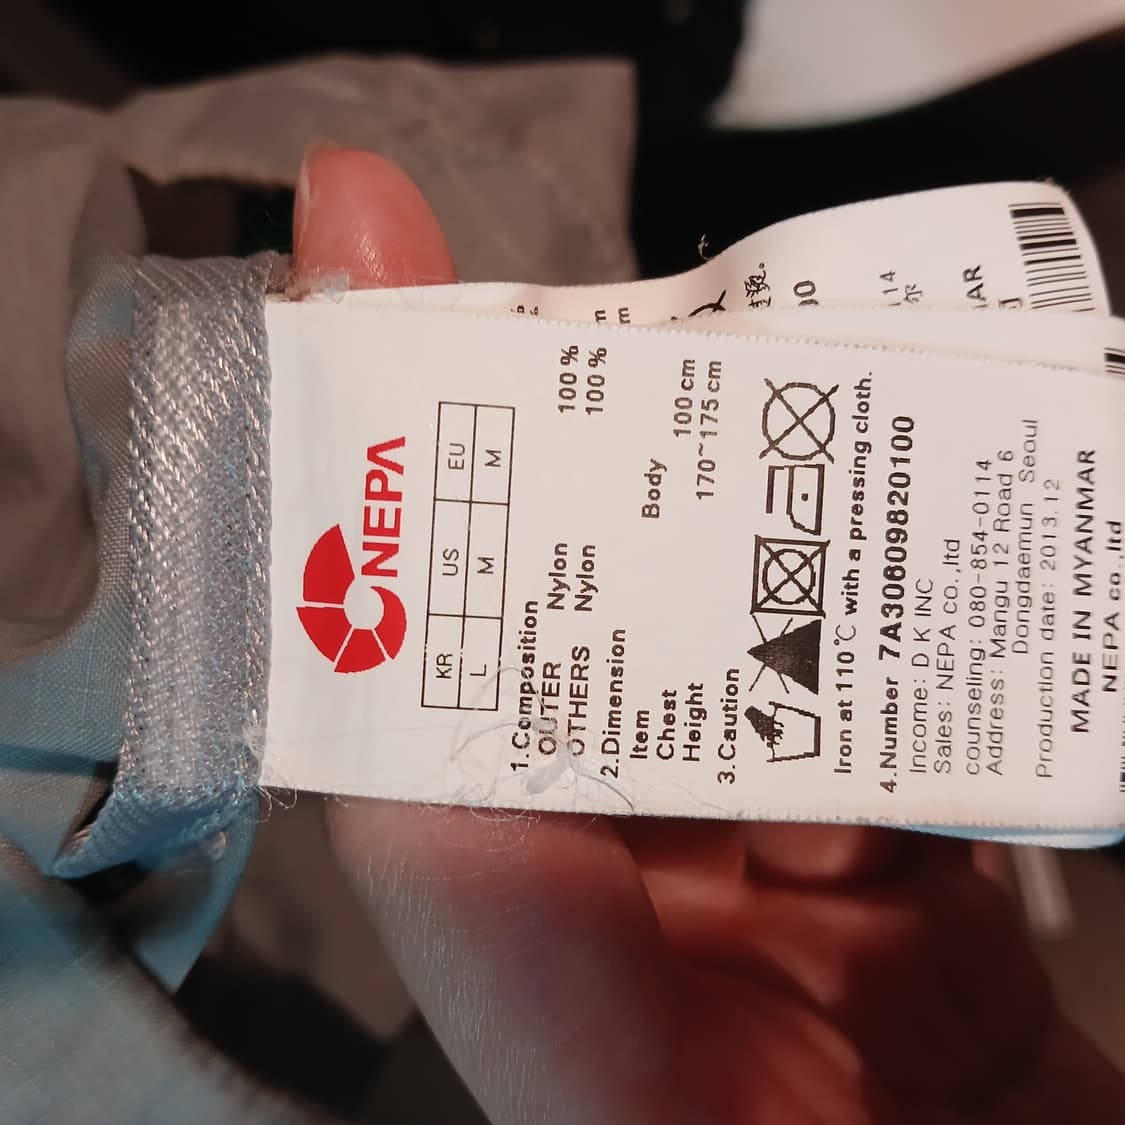 NEPA
KR US EU
L M M
1.Composition
OUTER Nylon 100 %
OTHERS Nylon 100 %
2.Dimension
Item Body
Chest 100 cm
Height 170~175 cm
3.Caution
Iron at 110℃ with a pressing cloth.
4.Number 7A30609820100
Income: D K INC
Sales: NEPA co.,ltd
counseling: 080-854-0114
Address: Mangu 12 Road 6
Dongdaemun Seoul
Production date: 2013.12
MADE IN MYANMAR
NEPA co.,ltd